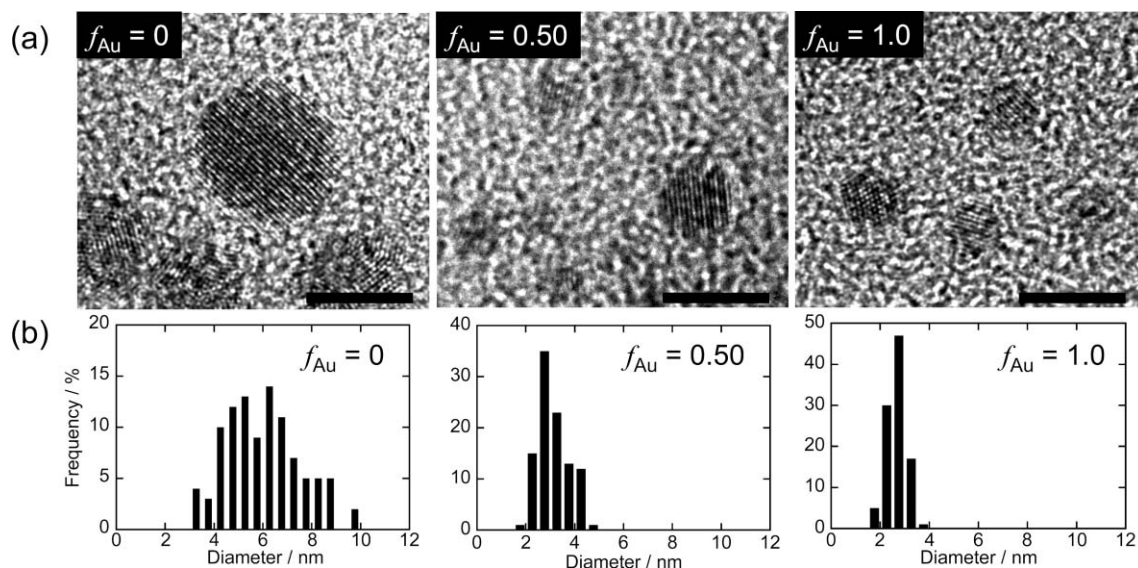 (a)
f_Au = 0
f_Au = 0.50
f_Au = 1.0
(b)
f_Au = 0
Frequency / %
20
15
10
5
0
0 2 4 6 8 10 12
Diameter / nm
f_Au = 0.50
40
30
20
10
0
0 2 4 6 8 10 12
Diameter / nm
f_Au = 1.0
50
40
30
20
10
0
0 2 4 6 8 10 12
Diameter / nm